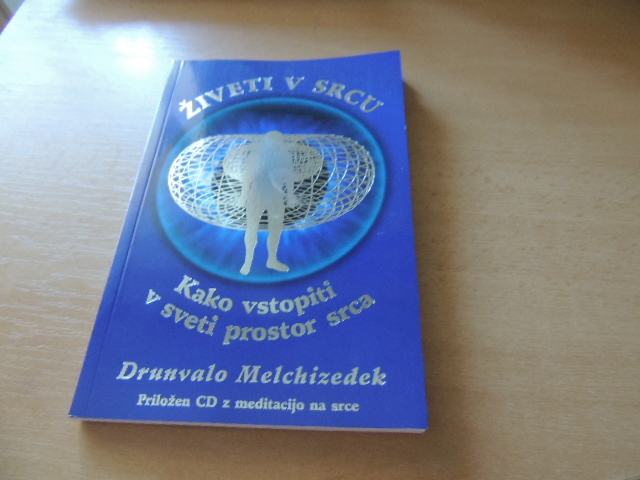 ŽIVETI V SRCU
Kako vstopiti
v sveti prostor srca
Drunvalo Melchizedek
Priložen CD z meditacijo na srce